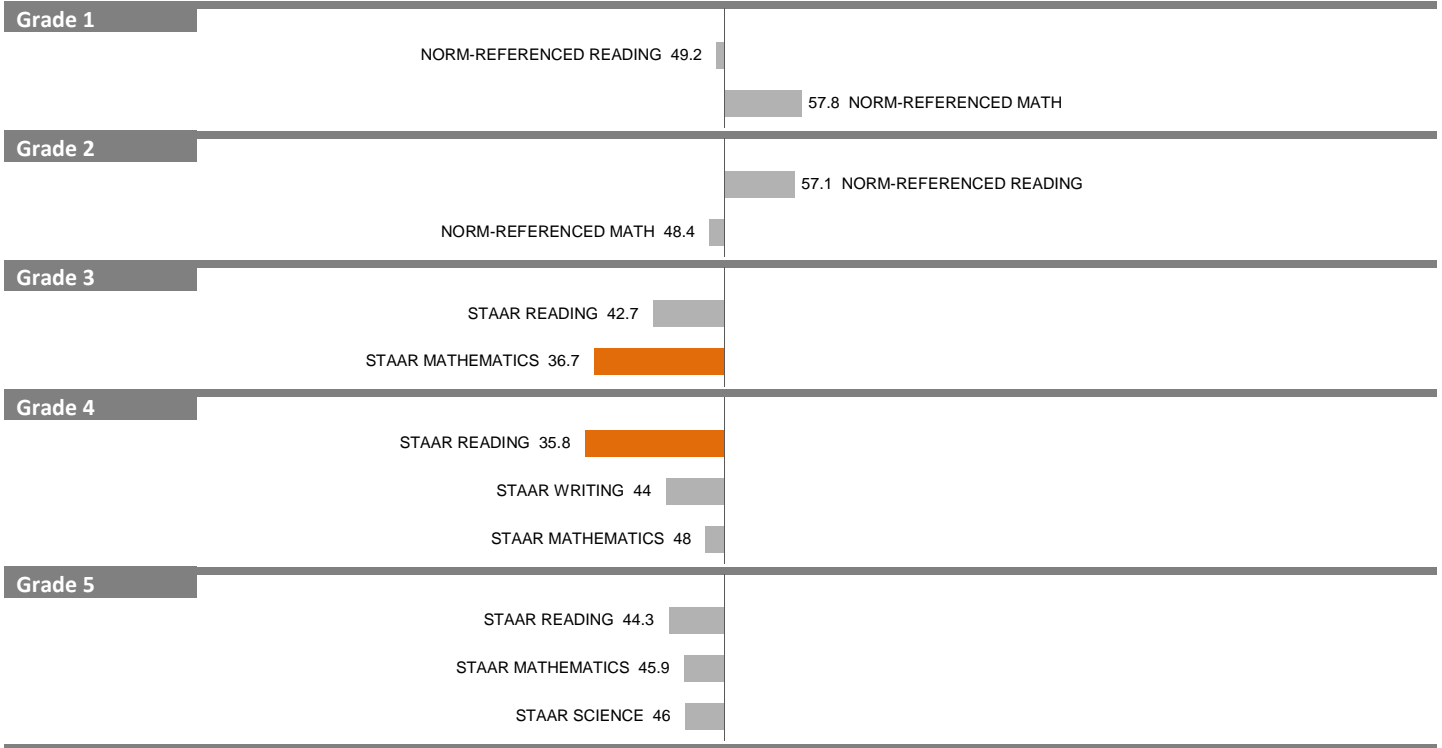 Grade 1
NORM-REFERENCED READING 49.2
57.8 NORM-REFERENCED MATH
Grade 2
57.1 NORM-REFERENCED READING
NORM-REFERENCED MATH 48.4
Grade 3
STAAR READING 42.7
STAAR MATHEMATICS 36.7
Grade 4
STAAR READING 35.8
STAAR WRITING 44
STAAR MATHEMATICS 48
Grade 5
STAAR READING 44.3
STAAR MATHEMATICS 45.9
STAAR SCIENCE 46